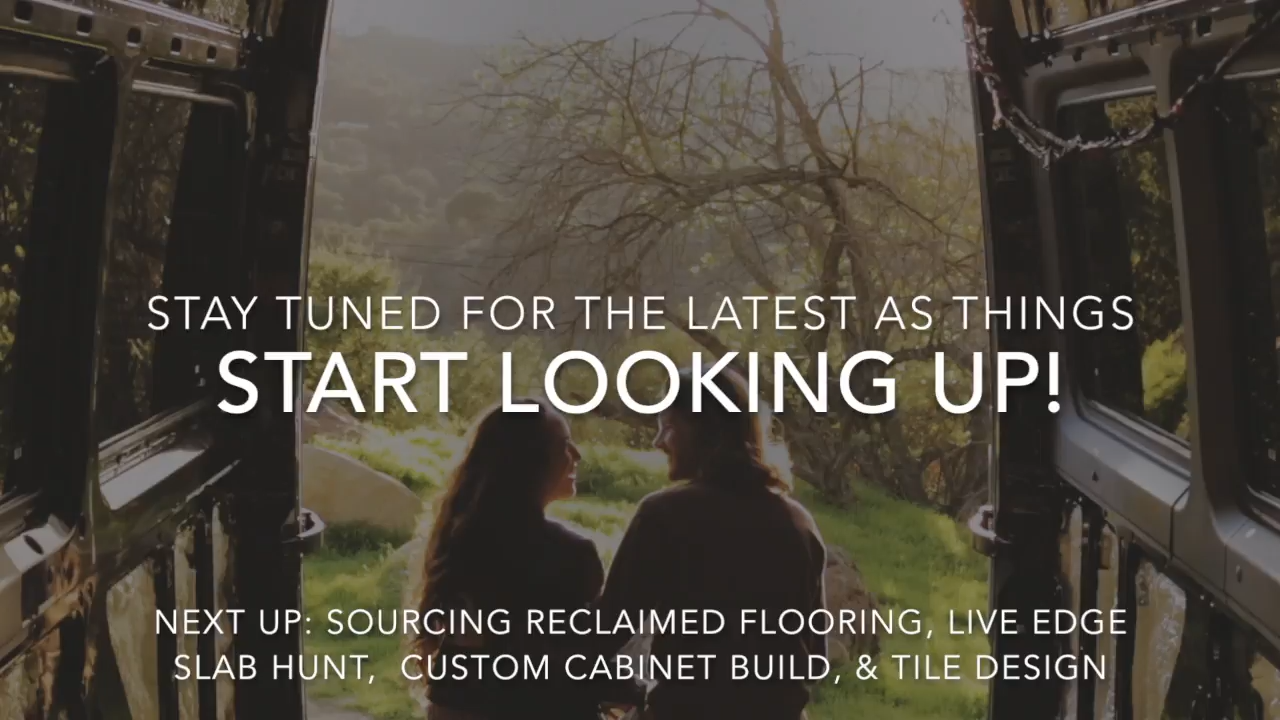 STAY TUNED FOR THE LATEST AS THINGS
START LOOKING UP!
NEXT UP: SOURCING RECLAIMED FLOORING, LIVE EDGE
SLAB HUNT, CUSTOM CABINET BUILD, & TILE DESIGN